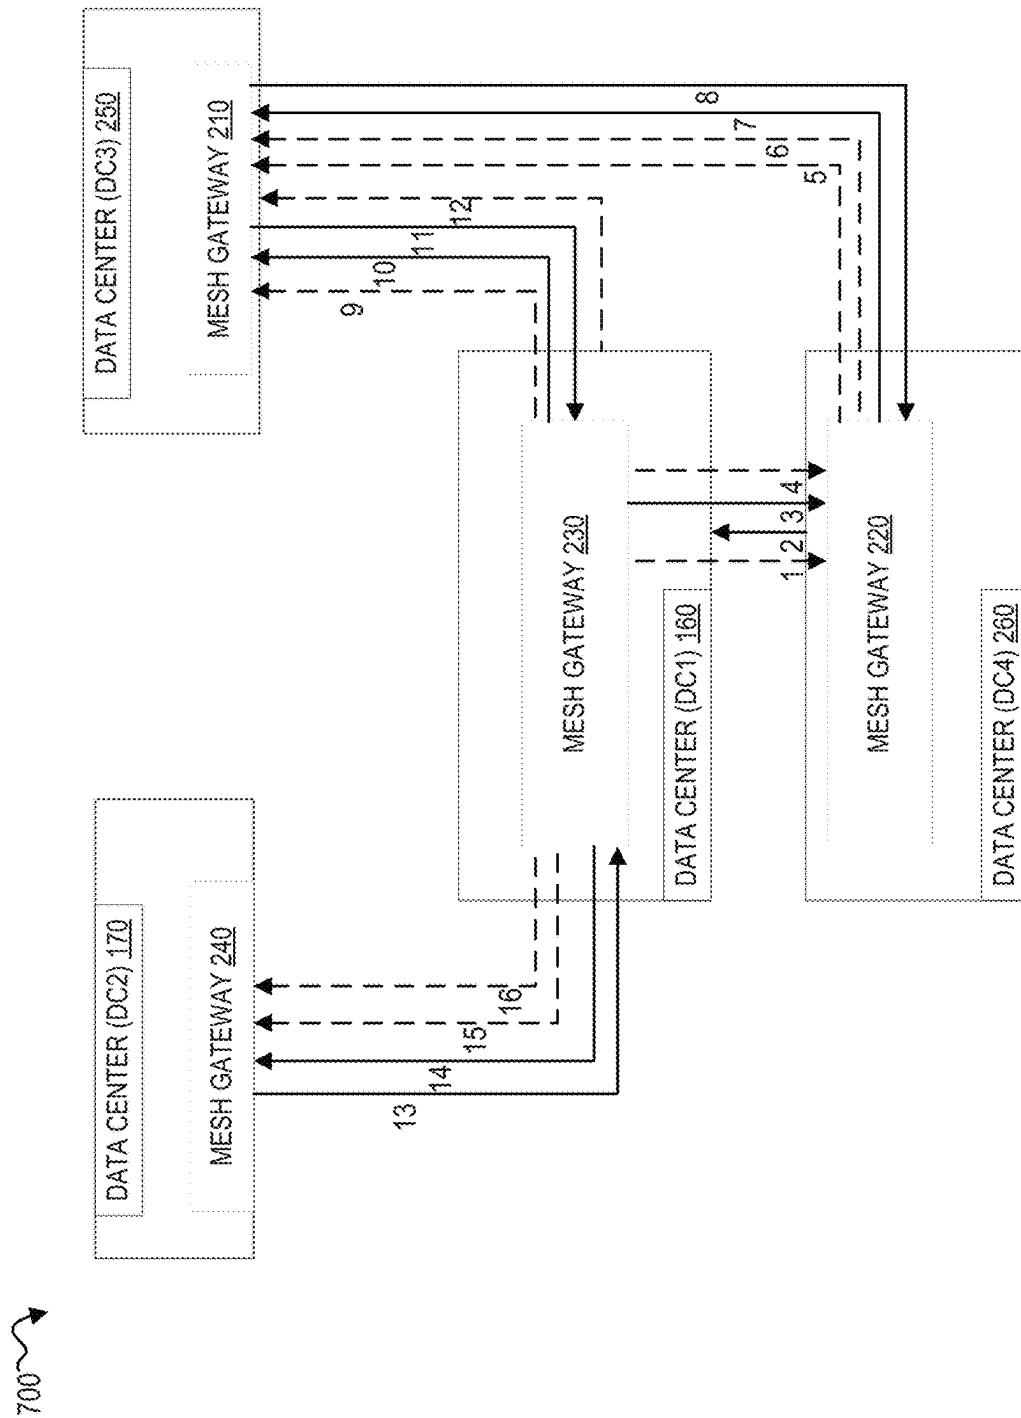 700
DATA CENTER (DC2) 170
MESH GATEWAY 240
DATA CENTER (DC3) 250
MESH GATEWAY 210
13
14
15
16
9
10
11
12
5
6
7
8
MESH GATEWAY 230
DATA CENTER (DC1) 160
1
2
3
4
MESH GATEWAY 220
DATA CENTER (DC4) 260